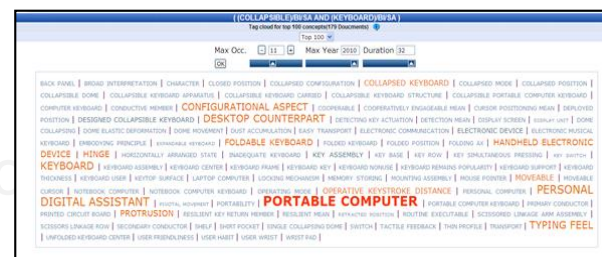 ( (COLLAPSIBLE)/BI/SA AND (KEYBOARD)/BI/SA )
Tag cloud for top 100 concepts(179 Doucments)
Top 100
Max Occ. - 11 + Max Year 2010 Duration 32
OK
BACK PANEL | BROAD INTERPRETATION | CHARACTER | CLOSED POSITION | COLLAPSED CONFIGURATION | COLLAPSED KEYBOARD | COLLAPSED MODE | COLLAPSED POSITION |
COLLAPSIBLE DOME | COLLAPSIBLE KEYBOARD APPARATUS | COLLAPSIBLE KEYBOARD CARRIED | COLLAPSIBLE KEYBOARD STRUCTURE | COLLAPSIBLE PORTABLE COMPUTER KEYBOARD |
COMPUTER KEYBOARD | CONDUCTIVE MEMBER | CONFIGURATIONAL ASPECT | COOPERABLE | COOPERATIVELY ENGAGEABLE MEAN | CURSOR POSITIONING MEAN | DEPLOYED
POSITION | DESIGNED COLLAPSIBLE KEYBOARD | DESKTOP COUNTERPART | DETECTING KEY ACTUATION | DETECTION MEAN | DISPLAY SCREEN | DISPLAY UNIT | DOME
COLLAPSING | DOME ELASTIC DEFORMATION | DOME MOVEMENT | DUST ACCUMULATION | EASY TRANSPORT | ELECTRONIC COMMUNICATION | ELECTRONIC DEVICE | ELECTRONIC MUSICAL
KEYBOARD | EMBODYING PRINCIPLE | EXPANDABLE KEYBOARD | FOLDABLE KEYBOARD | FOLDED KEYBOARD | FOLDED POSITION | FOLDING AX | HANDHELD ELECTRONIC
DEVICE | HINGE | HORIZONTALLY ARRANGED STATE | INADEQUATE KEYBOARD | KEY ASSEMBLY | KEY BASE | KEY ROW | KEY SIMULTANEOUS PRESSING | KEY SWITCH |
KEYBOARD | KEYBOARD ASSEMBLY | KEYBOARD CENTER | KEYBOARD FRAME | KEYBOARD KEY | KEYBOARD NONUSE | KEYBOARD REMAINS POPULARITY | KEYBOARD SUPPORT | KEYBOARD
THICKNESS | KEYBOARD USER | KEYTOP SURFACE | LAPTOP COMPUTER | LOCKING MECHANISM | MEMORY STORING | MOUNTING ASSEMBLY | MOUSE POINTER | MOVEABLE | MOVEABLE
CURSOR | NOTEBOOK COMPUTER | NOTEBOOK COMPUTER KEYBOARD | OPERATING MODE | OPERATIVE KEYSTROKE DISTANCE | PERSONAL COMPUTER | PERSONAL
DIGITAL ASSISTANT | PIVOTAL MOVEMENT | PORTABILITY | PORTABLE COMPUTER | PORTABLE COMPUTER KEYBOARD | PRIMARY CONDUCTOR |
PRINTED CIRCUIT BOARD | PROTRUSION | RESILIENT KEY RETURN MEMBER | RESILIENT MEAN | RETRACTED POSITION | ROUTINE EXECUTABLE | SCISSORED LINKAGE ARM ASSEMBLY |
SCISSORS LINKAGE ROW | SECONDARY CONDUCTOR | SHELF | SHIRT POCKET | SINGLE COLLAPSING DOME | SWITCH | TACTILE FEEDBACK | THIN PROFILE | TRANSPORT | TYPING FEEL
| UNFOLDED KEYBOARD CENTER | USER FRIENDLINESS | USER HABIT | USER WRIST | WRIST PAD |